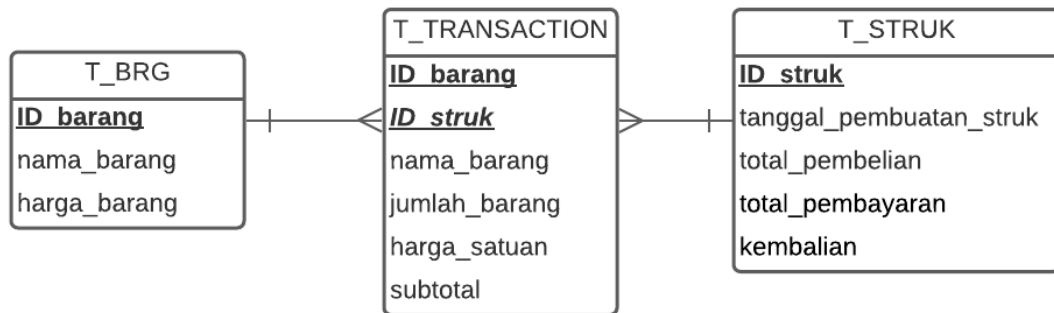 T_BRG
ID_barang
nama_barang
harga_barang
T_TRANSACTION
ID_barang
ID_struk
nama_barang
jumlah_barang
harga_satuan
subtotal
T_STRUK
ID_struk
tanggal_pembuatan_struk
total_pembelian
total_pembayaran
kembalian